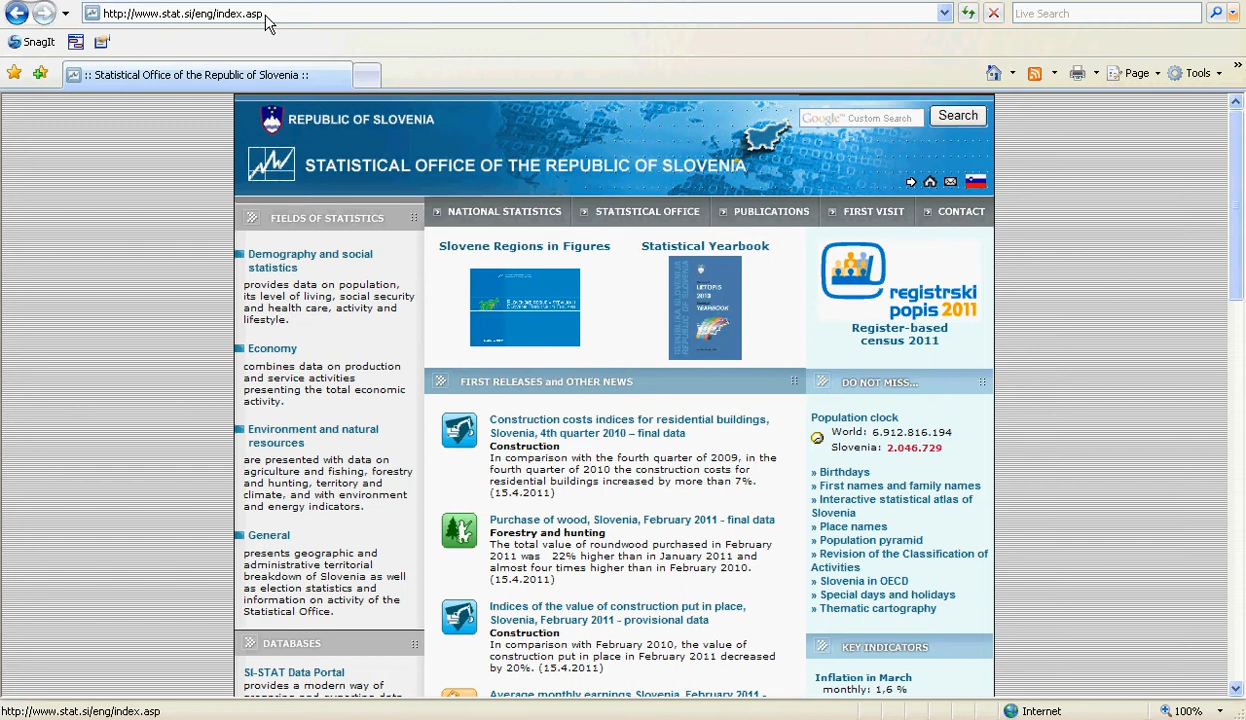 http://www.stat.si/eng/index.asp
Live Search
SnagIt
:: Statistical Office of the Republic of Slovenia ::
Page
Tools
REPUBLIC OF SLOVENIA
Google™ Custom Search
Search
STATISTICAL OFFICE OF THE REPUBLIC OF SLOVENIA
FIELDS OF STATISTICS
NATIONAL STATISTICS
STATISTICAL OFFICE
PUBLICATIONS
FIRST VISIT
CONTACT
Demography and social
statistics
provides data on population,
its level of living, social security
and health care, activity and
lifestyle.
Economy
combines data on production
and service activities
presenting the total economic
activity.
Environment and natural
resources
are presented with data on
agriculture and fishing, forestry
and hunting, territory and
climate, and with environment
and energy indicators.
General
presents geographic and
administrative territorial
breakdown of Slovenia as well
as election statistics and
information on activity of the
Statistical Office.
DATABASES
SI-STAT Data Portal
provides a modern way of
Slovene Regions in Figures
Statistical Yearbook
LETOPIS
YEARBOOK
FIRST RELEASES and OTHER NEWS
Construction costs indices for residential buildings,
Slovenia, 4th quarter 2010 – final data
Construction
In comparison with the fourth quarter of 2009, in the
fourth quarter of 2010 the construction costs for
residential buildings increased by more than 7%.
(15.4.2011)
Purchase of wood, Slovenia, February 2011 - final data
Forestry and hunting
The total value of roundwood purchased in February
2011 was 22% higher than in January 2011 and
almost four times higher than in February 2010.
(15.4.2011)
Indices of the value of construction put in place,
Slovenia, February 2011 - provisional data
Construction
In comparison with February 2010, the value of
construction put in place in February 2011 decreased
by 20%. (15.4.2011)
Average monthly earnings, Slovenia, February 2011 -
registrski
popis 2011
Register-based
census 2011
DO NOT MISS...
Population clock
World: 6.912.816.194
Slovenia: 2.046.729
» Birthdays
» First names and family names
» Interactive statistical atlas of
Slovenia
» Place names
» Population pyramid
» Revision of the Classification of
Activities
» Slovenia in OECD
» Special days and holidays
» Thematic cartography
KEY INDICATORS
Inflation in March
monthly: 1,6 %
http://www.stat.si/eng/index.asp
Internet
100%